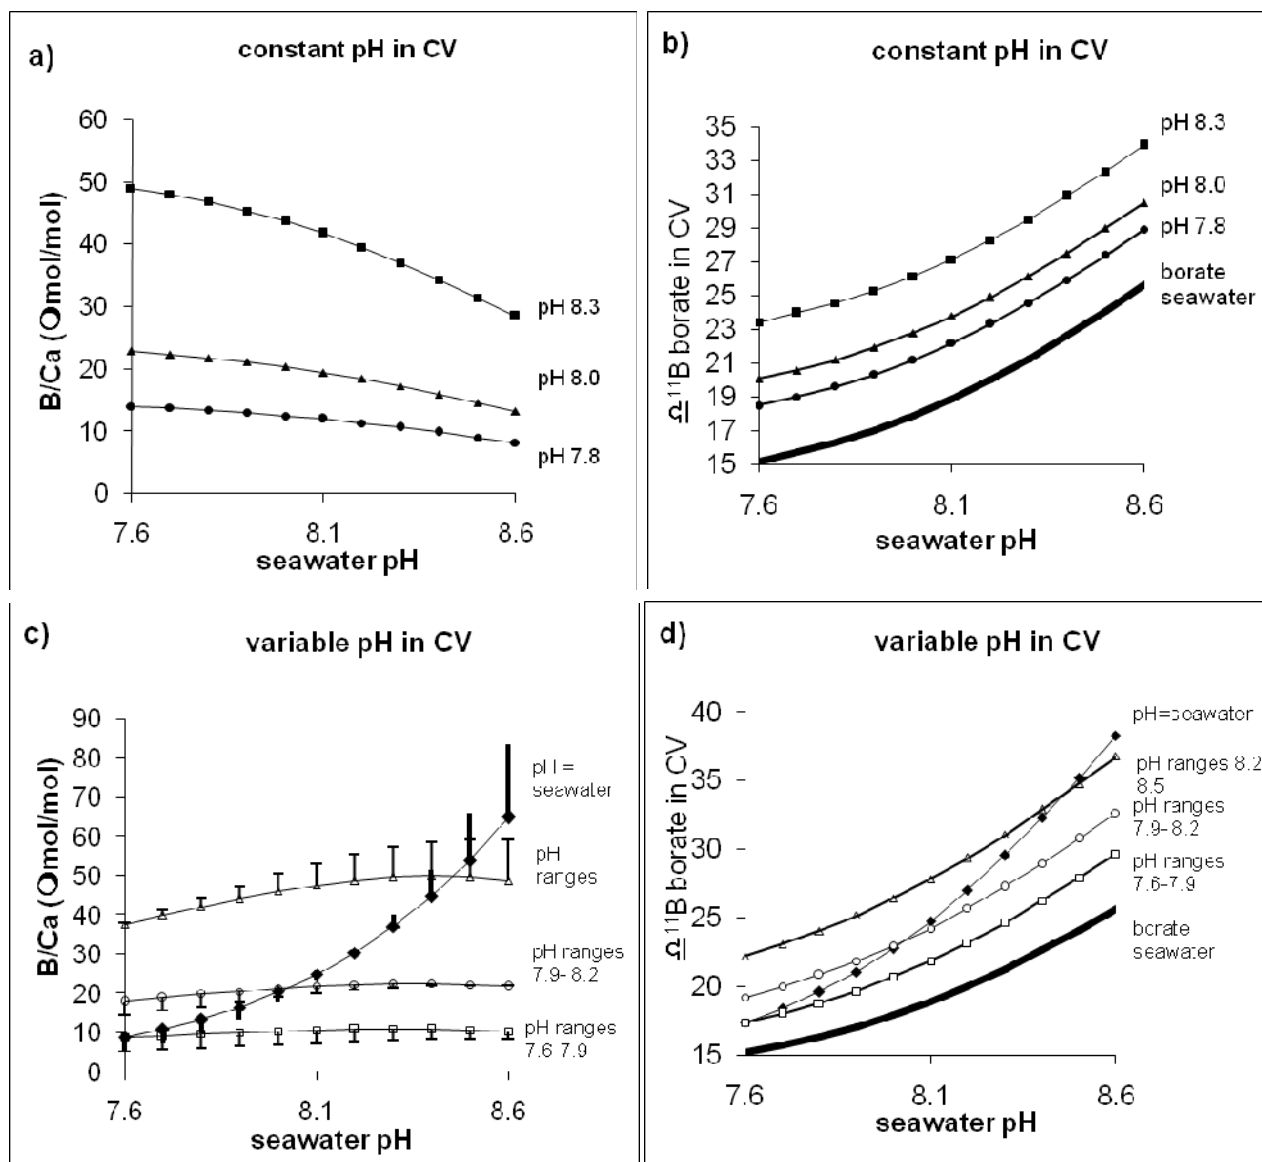 a)
constant pH in CV
B/Ca (Qmol/mol)
60
50
40
30
20
10
0
pH 8.3
pH 8.0
pH 7.8
7.6
8.1
8.6
seawater pH
b)
constant pH in CV
Ω¹¹B borate in CV
35
33
31
29
27
25
23
21
19
17
15
pH 8.3
pH 8.0
pH 7.8
borate
seawater
7.6
8.1
8.6
seawater pH
c)
variable pH in CV
B/Ca (Qmol/mol)
90
80
70
60
50
40
30
20
10
0
pH =
seawater
pH
ranges
pH ranges
7.9- 8.2
pH ranges
7.6-7.9
7.6
8.1
8.6
seawater pH
d)
variable pH in CV
Ω¹¹B borate in CV
40
35
30
25
20
15
pH=seawater
pH ranges 8.2
8.5
pH ranges
7.9- 8.2
pH ranges
7.6-7.9
borate
seawater
7.6
8.1
8.6
seawater pH